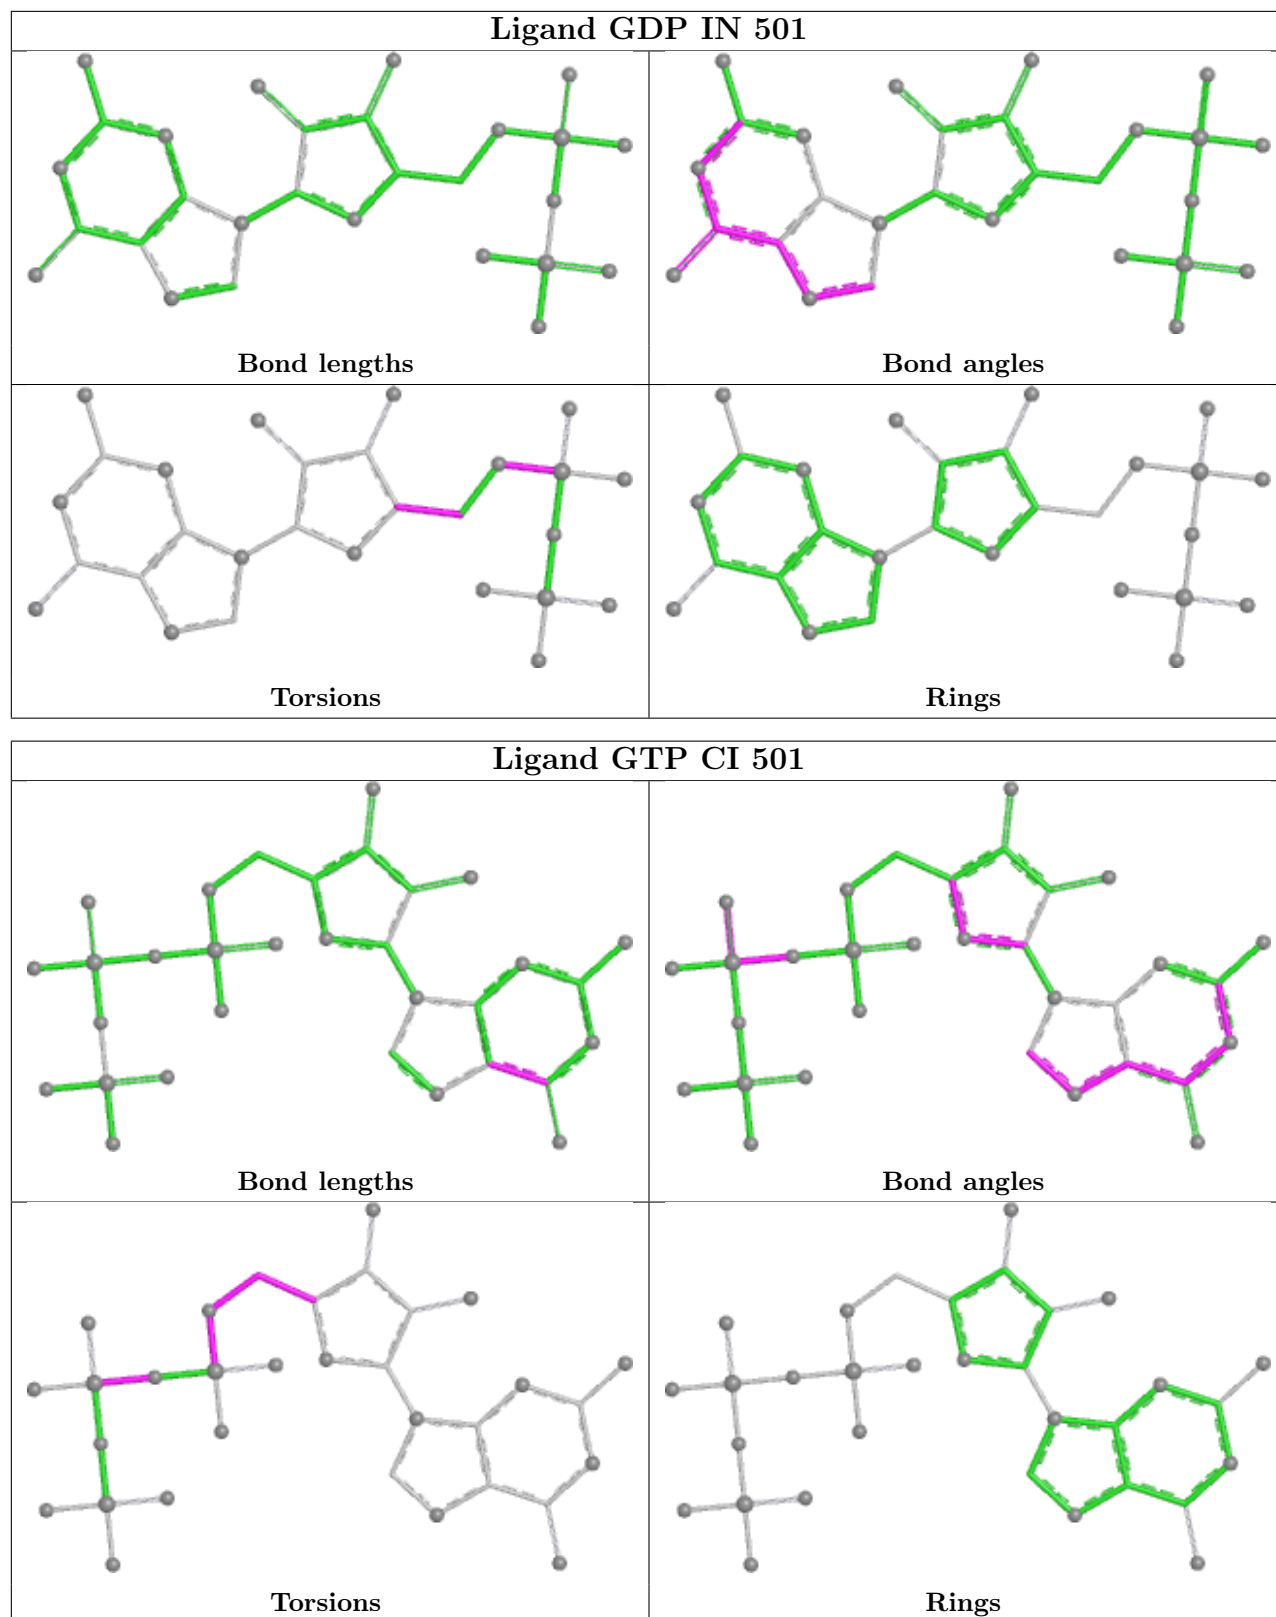 Ligand GDP IN 501
Bond lengths
Bond angles
Torsions
Rings
Ligand GTP CI 501
Bond lengths
Bond angles
Torsions
Rings